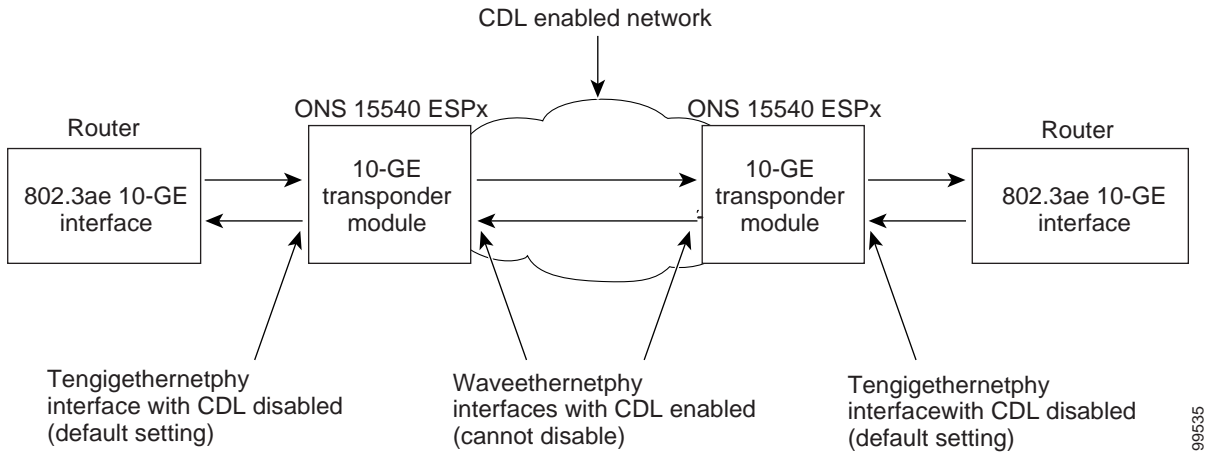 CDL enabled network
ONS 15540 ESPx
ONS 15540 ESPx
Router
Router
802.3ae 10-GE
interface
10-GE
transponder
module
10-GE
transponder
module
802.3ae 10-GE
interface
Tengigethernetphy
interface with CDL disabled
(default setting)
Waveethernetphy
interfaces with CDL enabled
(cannot disable)
Tengigethernetphy
interfacewith CDL disabled
(default setting)
99535